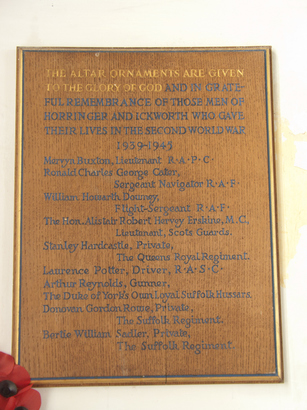 THE ALTAR ORNAMENTS ARE GIVEN
TO THE GLORY OF GOD AND IN GRATE-
FUL REMEMBRANCE OF THOSE MEN OF
HORRINGER AND ICKWORTH WHO GAVE
THEIR LIVES IN THE SECOND WORLD WAR
1939-1945
Mervyn Buxton, Lieutenant R·A·P·C·
Ronald Charles George
Sergeant Navigator R·A·F·
William Howarth
Flight-Sergeant R·A·F·
The Hon. Alistair Robert Hervey Erskine, M.C,
Lieutenant, Scots Guards.
Stanley Hardcastle, Private,
The Queens Royal Regiment.
Laurence Potter, Driver, R·A·S·C·
Arthur Reynolds, Gunner,
The Duke of York's Own Loyal Suffolk Hussars.
Donovan Gordon Rowe, Private,
The Suffolk Regiment.
Bertie William Sadler, Private,
The Suffolk Regiment.